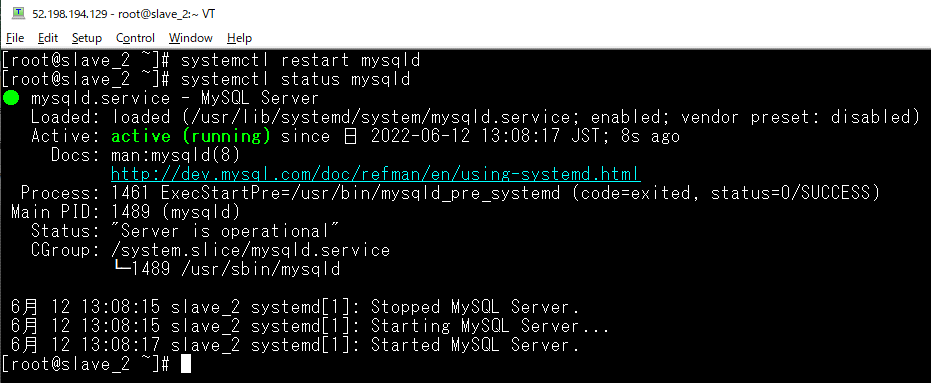 52.198.194.129 - root@slave_2:~ VT
File Edit Setup Control Window Help
[root@slave_2 ~]# systemctl restart mysqld
[root@slave_2 ~]# systemctl status mysqld
● mysqld.service - MySQL Server
Loaded: loaded (/usr/lib/systemd/system/mysqld.service; enabled; vendor preset: disabled)
Active: active (running) since 日 2022-06-12 13:08:17 JST; 8s ago
Docs: man:mysqld(8)
http://dev.mysql.com/doc/refman/en/using-systemd.html
Process: 1461 ExecStartPre=/usr/bin/mysqld_pre_systemd (code=exited, status=0/SUCCESS)
Main PID: 1489 (mysqld)
Status: "Server is operational"
CGroup: /system.slice/mysqld.service
└─1489 /usr/sbin/mysqld
6月 12 13:08:15 slave_2 systemd[1]: Stopped MySQL Server.
6月 12 13:08:15 slave_2 systemd[1]: Starting MySQL Server...
6月 12 13:08:17 slave_2 systemd[1]: Started MySQL Server.
[root@slave_2 ~]#